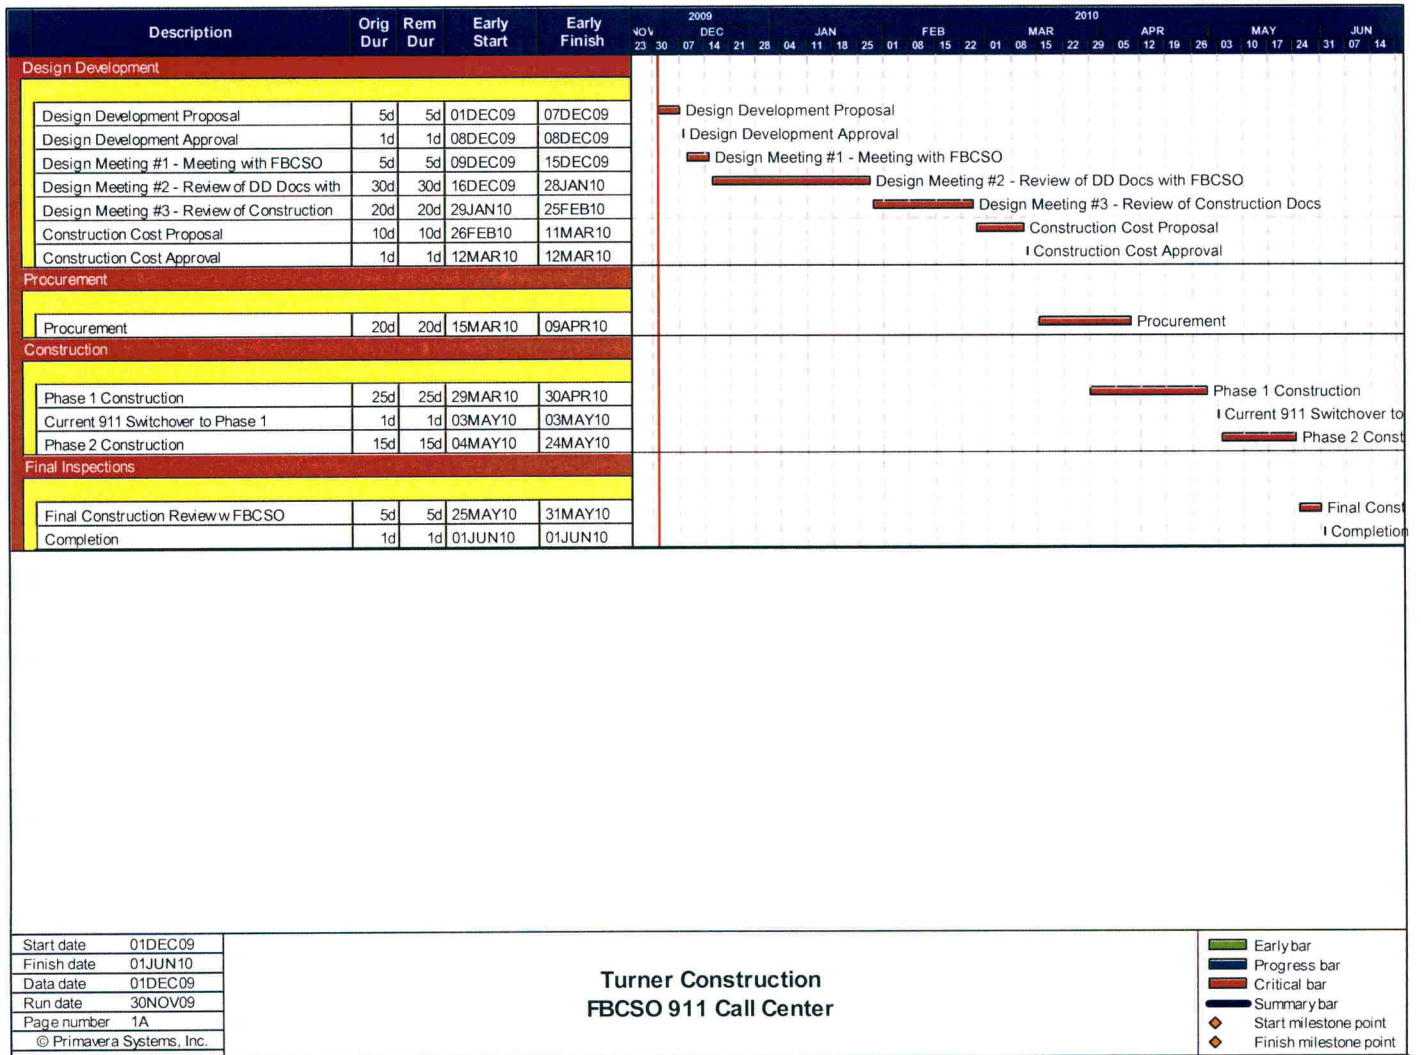 Description Orig Dur Rem Dur Early Start Early Finish
2009 2010
NOV DEC JAN FEB MAR APR MAY JUN
23 30 07 14 21 28 04 11 18 25 01 08 15 22 01 08 15 22 29 05 12 19 26 03 10 17 24 31 07 14
Design Development
Design Development Proposal 5d 5d 01DEC09 07DEC09 Design Development Proposal
Design Development Approval 1d 1d 08DEC09 08DEC09 Design Development Approval
Design Meeting #1 - Meeting with FBCSO 5d 5d 09DEC09 15DEC09 Design Meeting #1 - Meeting with FBCSO
Design Meeting #2 - Review of DD Docs with 30d 30d 16DEC09 28JAN10 Design Meeting #2 - Review of DD Docs with FBCSO
Design Meeting #3 - Review of Construction 20d 20d 29JAN10 25FEB10 Design Meeting #3 - Review of Construction Docs
Construction Cost Proposal 10d 10d 26FEB10 11MAR10 Construction Cost Proposal
Construction Cost Approval 1d 1d 12MAR10 12MAR10 Construction Cost Approval
Procurement
Procurement 20d 20d 15MAR10 09APR10 Procurement
Construction
Phase 1 Construction 25d 25d 29MAR10 30APR10 Phase 1 Construction
Current 911 Switchover to Phase 1 1d 1d 03MAY10 03MAY10 Current 911 Switchover to
Phase 2 Construction 15d 15d 04MAY10 24MAY10 Phase 2 Const
Final Inspections
Final Construction Review w FBCSO 5d 5d 25MAY10 31MAY10 Final Const
Completion 1d 1d 01JUN10 01JUN10 Completion
Start date 01DEC09
Finish date 01JUN10
Data date 01DEC09
Run date 30NOV09
Page number 1A
© Primavera Systems, Inc.
Turner Construction
FBCSO 911 Call Center
Early bar
Progress bar
Critical bar
Summary bar
Start milestone point
Finish milestone point